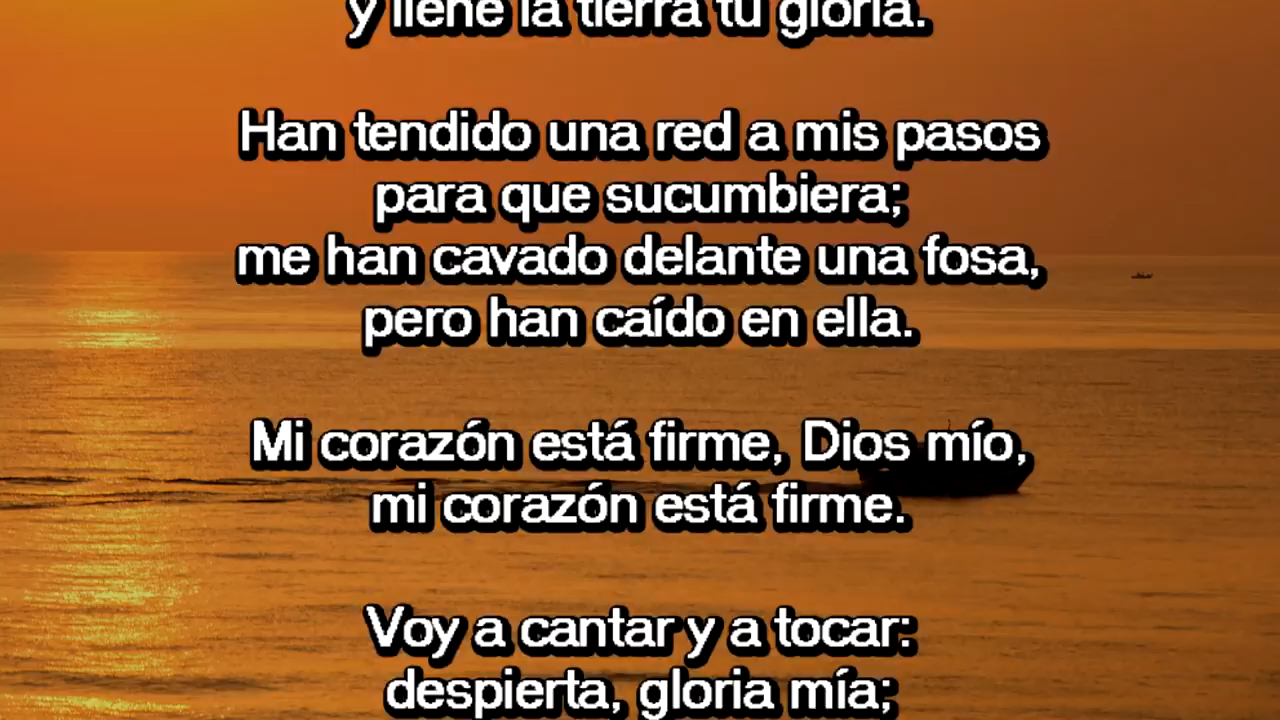 y llene la tierra tu gloria.
Han tendido una red a mis pasos
para que sucumbiera;
me han cavado delante una fosa,
pero han caído en ella.
Mi corazón está firme, Dios mío,
mi corazón está firme.
Voy a cantar y a tocar:
despierta, gloria mía;